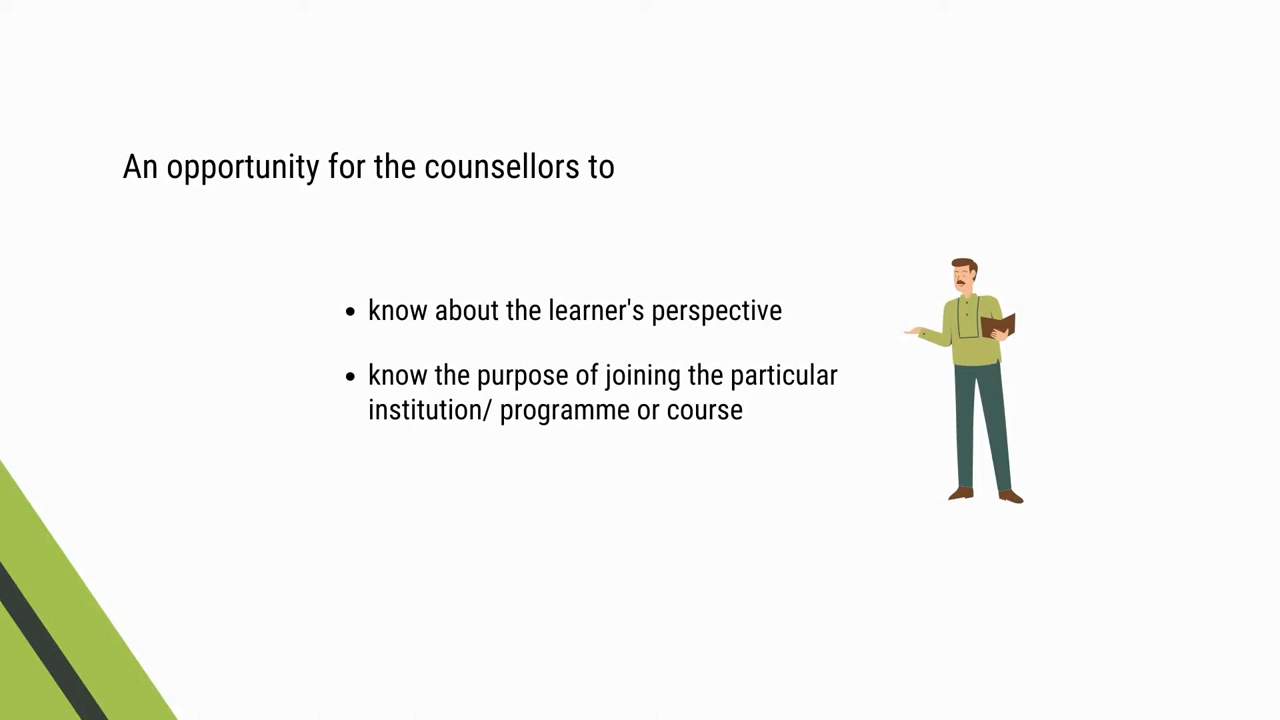 An opportunity for the counsellors to
• know about the learner's perspective
• know the purpose of joining the particular
institution/ programme or course